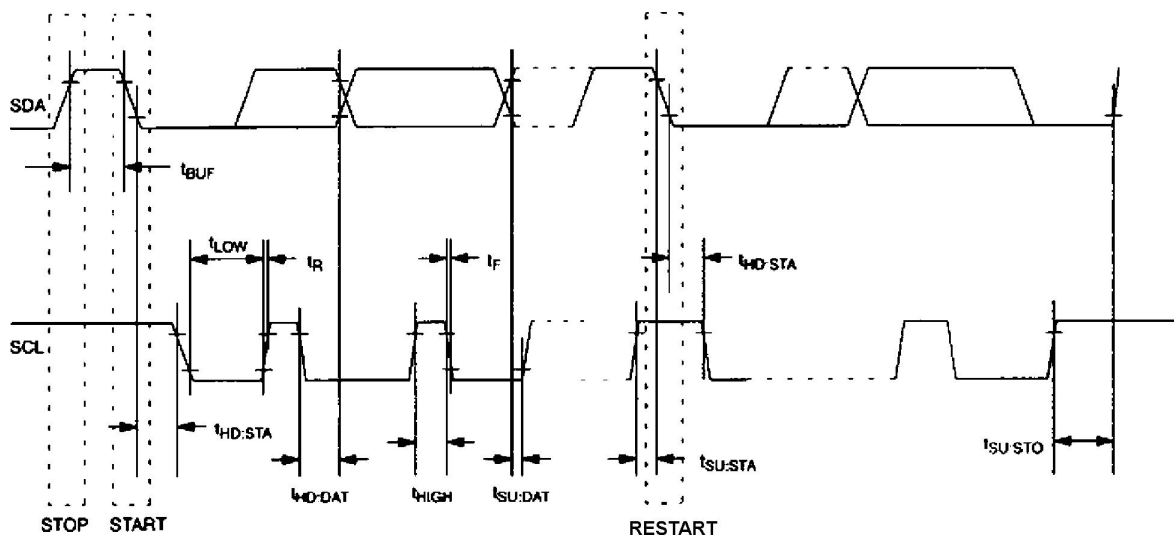 SDA
tBUF
tLOW
tR
tF
tHD:STA
SCL
tHD:STA
tSU:STA
tSU:STO
tHD:DAT
tHIGH
tSU:DAT
STOP
START
RESTART